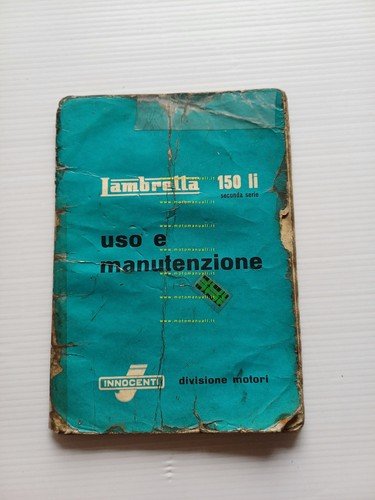 Lambretta 150 li
seconda serie
uso e
manutenzione
INNOCENTI divisione motori
www.motomanuali.it
www.motomanuali.it
www.motomanuali.it
www.motomanuali.it
www.motomanuali.it
www.motomanuali.it